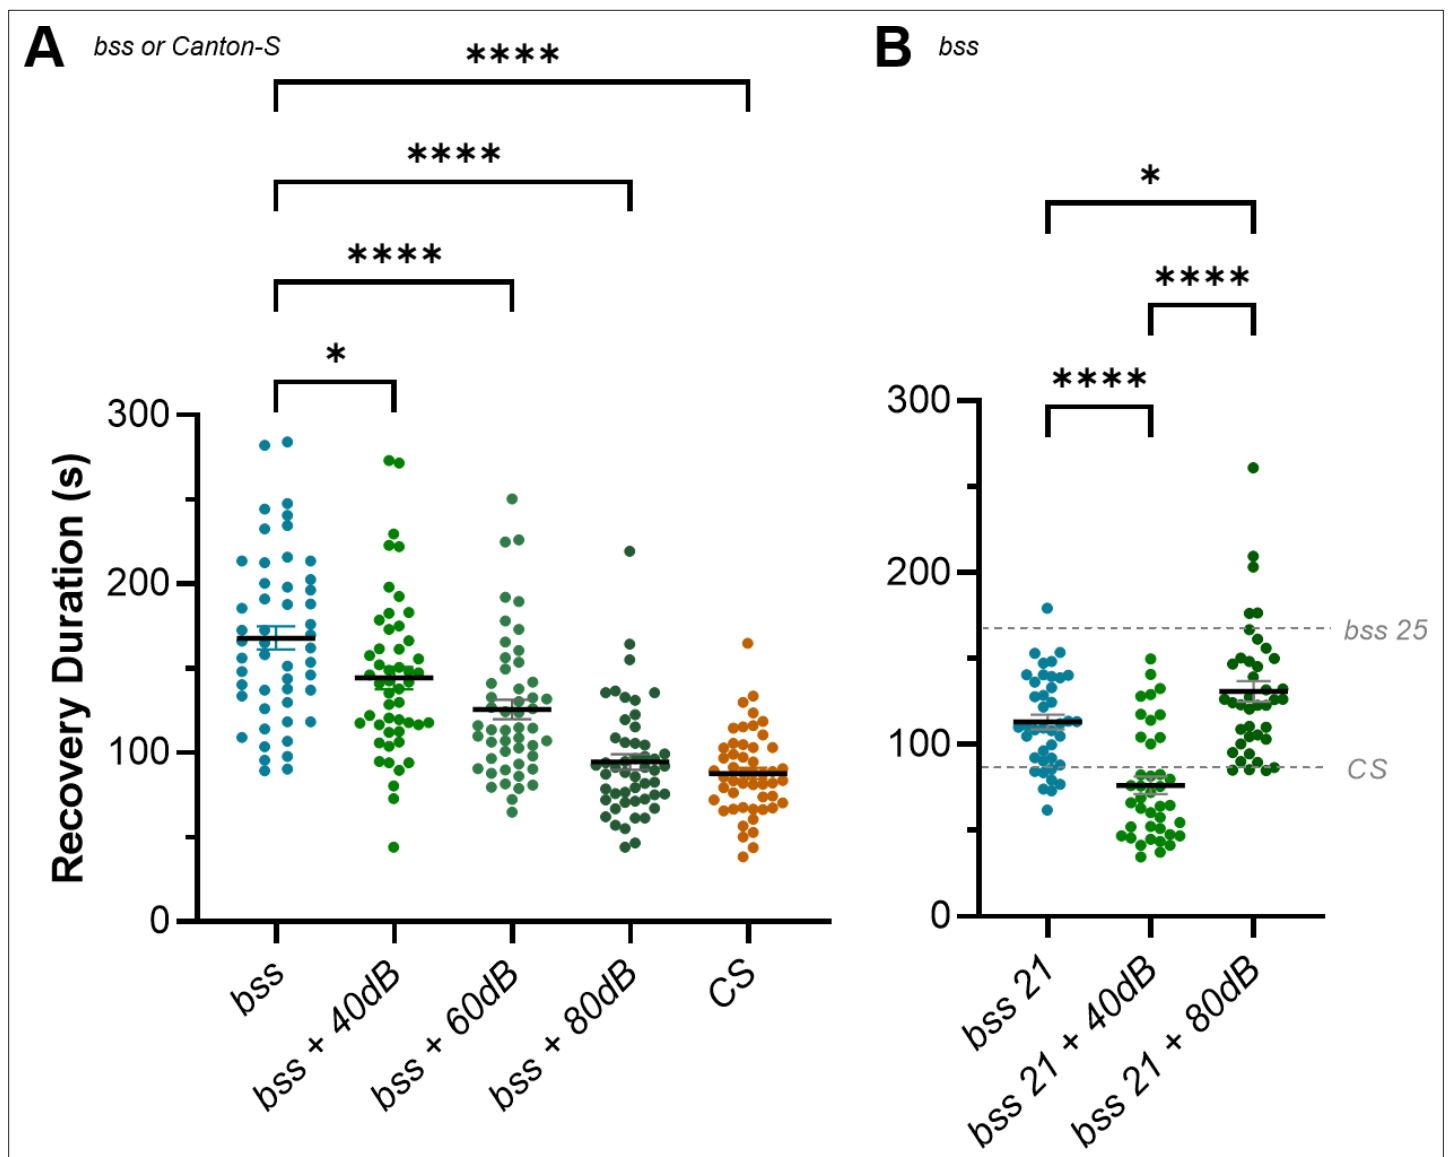 A bss or Canton-S
****
****
****
*
Recovery Duration (s)
300
200
100
0
bss
bss + 40dB
bss + 60dB
bss + 80dB
CS
B bss
*
****
****
300
200
100
0
bss 25
CS
bss 21
bss 21 + 40dB
bss 21 + 80dB